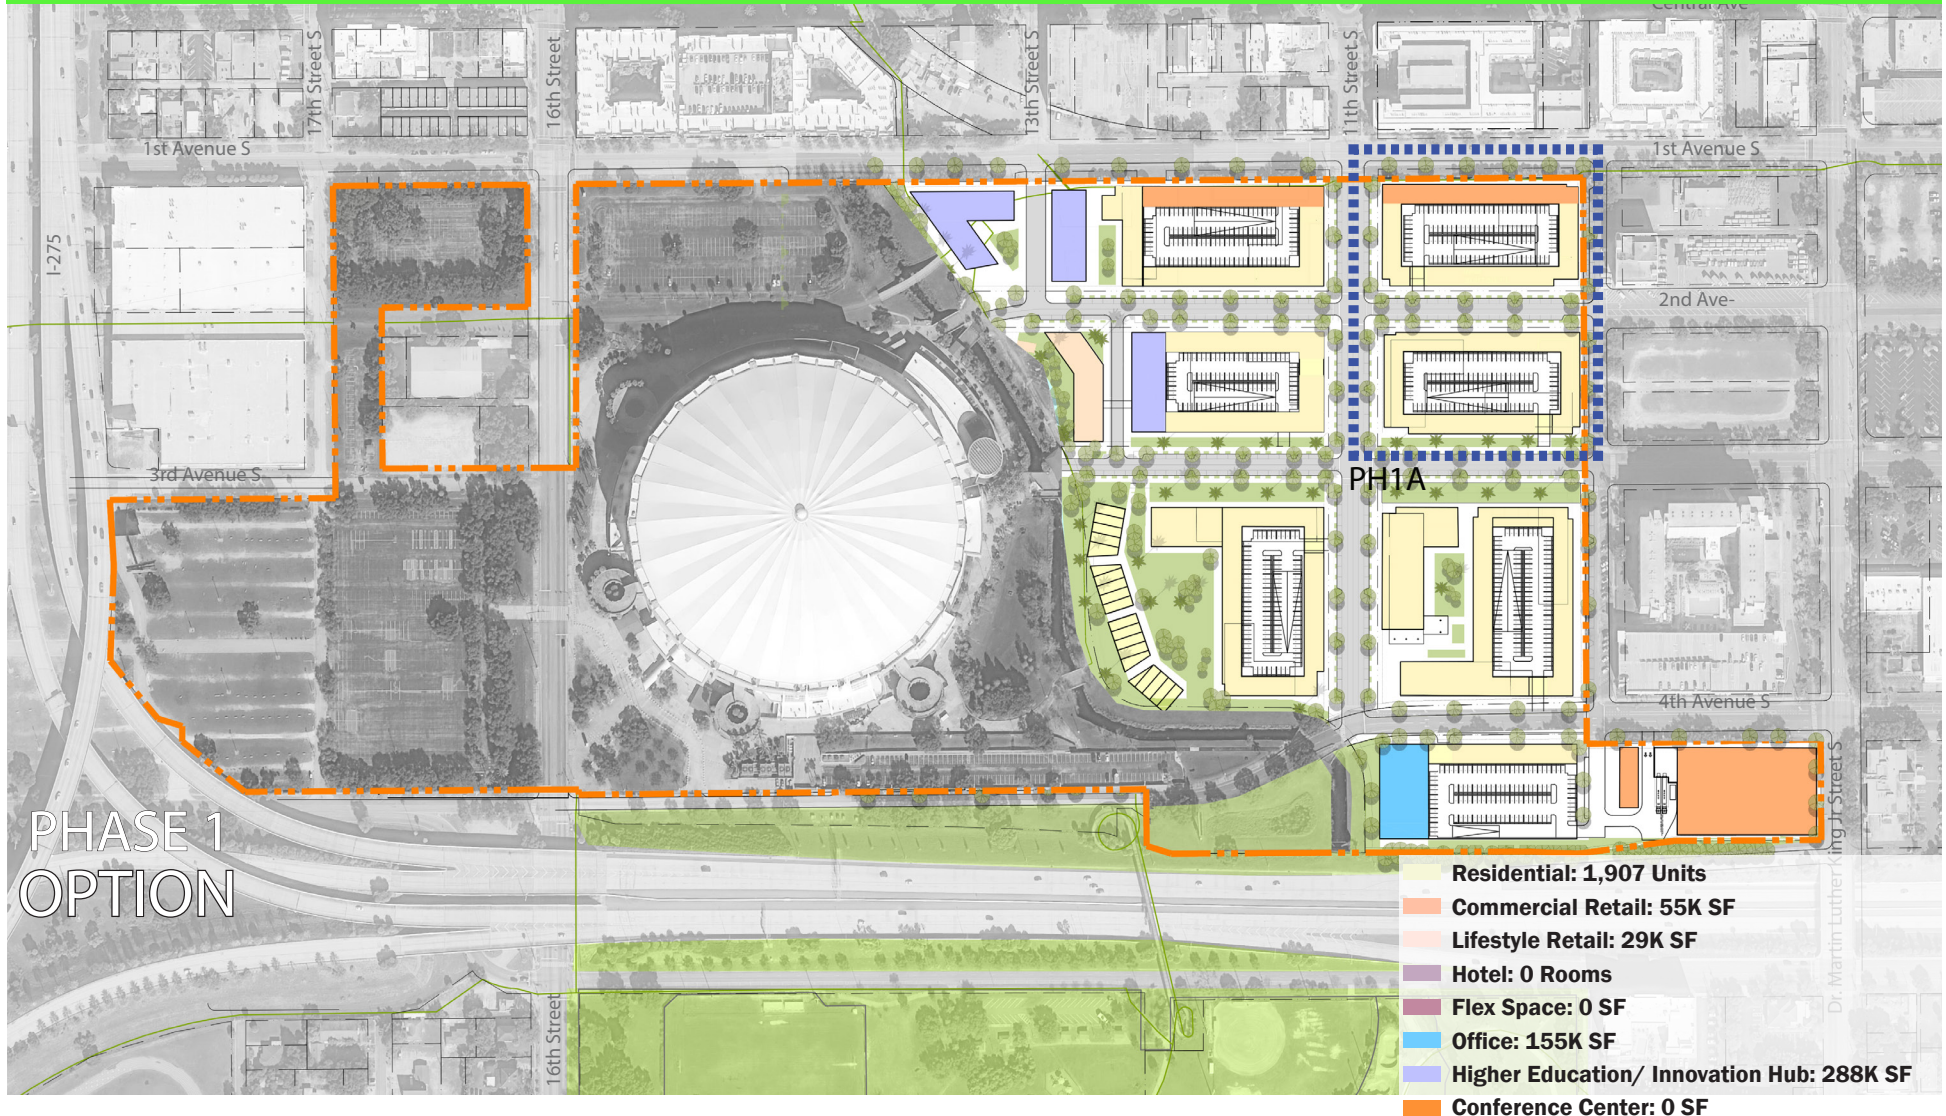 Central Ave
17th Street S
16th Street
13th Street S
11th Street S
1st Avenue S
1st Avenue S
I-275
2nd Ave-
3rd Avenue S
PH1A
4th Avenue S
Dr. Martin Luther King Jr Street S
PHASE 1
OPTION
16th Street
Residential: 1,907 Units
Commercial Retail: 55K SF
Lifestyle Retail: 29K SF
Hotel: 0 Rooms
Flex Space: 0 SF
Office: 155K SF
Higher Education/ Innovation Hub: 288K SF
Conference Center: 0 SF